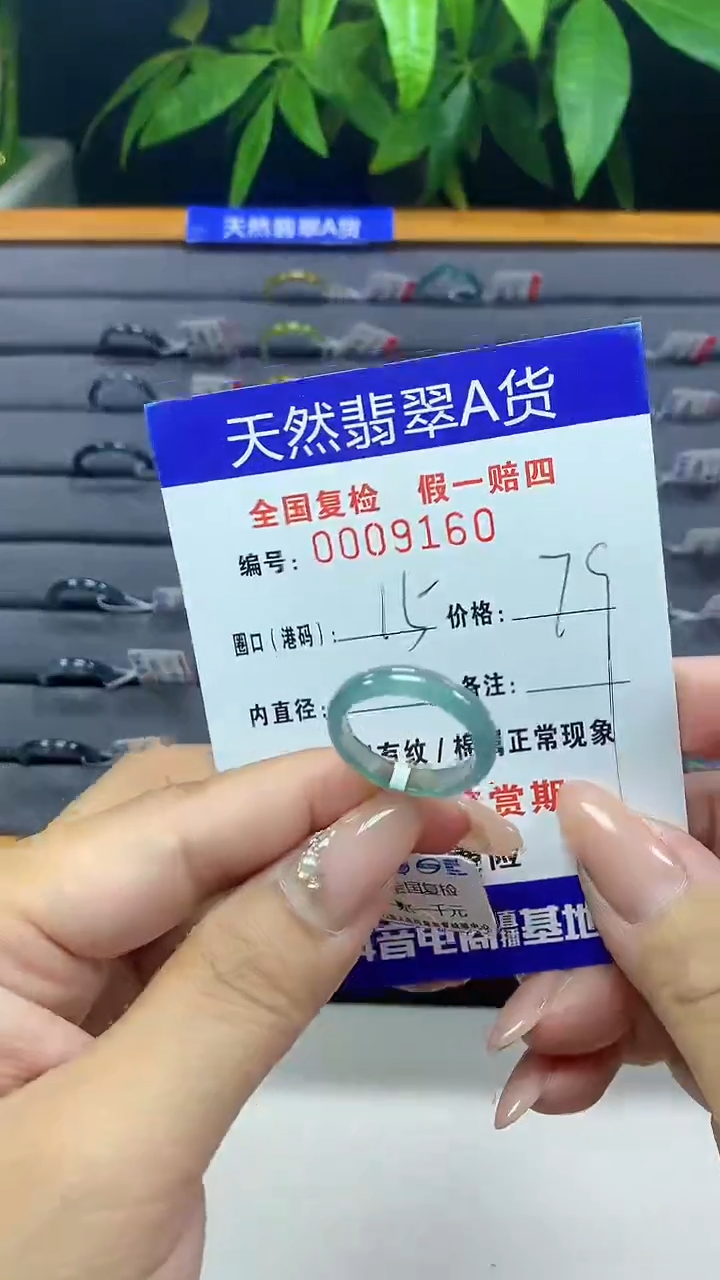 天然翡翠A货
天然翡翠A货
全国复检 假一赔四
编号: 0009160
圈口(港码): 15 价格: 79
内直径: 备注:
有纹/棉属正常现象
赏期
险
全国复检
电商直播基地